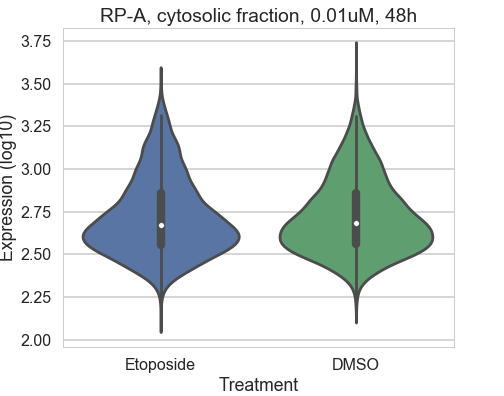 RP-A, cytosolic fraction, 0.01uM, 48h
Expression (log10)
3.75
3.50
3.25
3.00
2.75
2.50
2.25
2.00
Etoposide
DMSO
Treatment